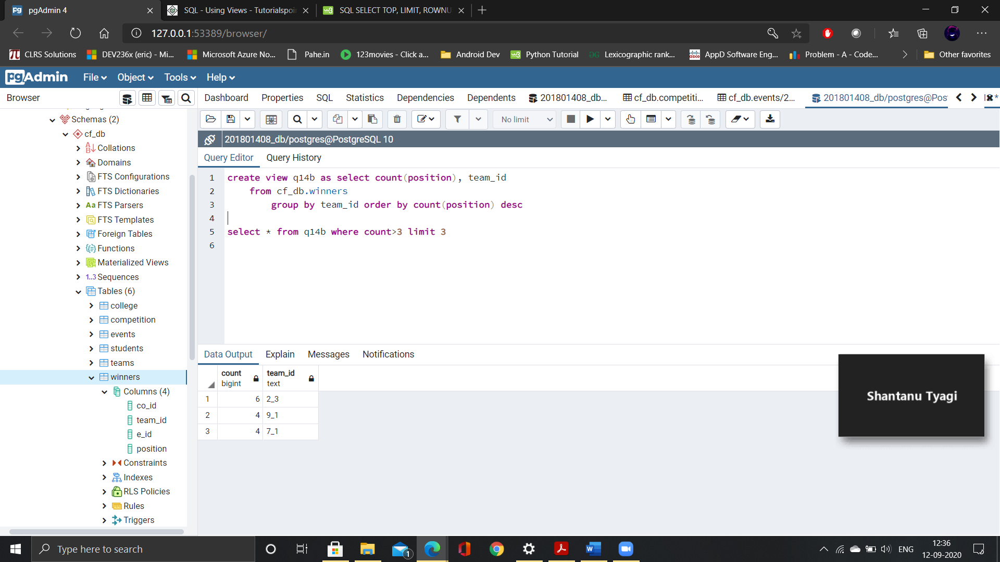 pgAdmin 4
SQL - Using Views - Tutorialspoi
SQL SELECT TOP, LIMIT, ROWNU
127.0.0.1:53389/browser/
CLRS Solutions
DEV236x (eric) - Mi...
Microsoft Azure No...
Pahe.in
123movies - Click a...
Android Dev
Python Tutorial
Lexicographic rank...
AppD Software Eng...
Problem - A - Code...
Other favorites
pgAdmin
File
Object
Tools
Help
Browser
Dashboard
Properties
SQL
Statistics
Dependencies
Dependents
201801408_db...
cf_db.competiti...
cf_db.events/2...
201801408_db/postgres@Pos
No limit
201801408_db/postgres@PostgreSQL 10
Query Editor
Query History
Schemas (2)
cf_db
Collations
Domains
FTS Configurations
FTS Dictionaries
Aa FTS Parsers
FTS Templates
Foreign Tables
Functions
Materialized Views
1..3 Sequences
Tables (6)
college
competition
events
students
teams
winners
Columns (4)
co_id
team_id
e_id
position
Constraints
Indexes
RLS Policies
Rules
Triggers
1 create view q14b as select count(position), team_id
2 from cf_db.winners
3 group by team_id order by count(position) desc
4
5 select * from q14b where count>3 limit 3
6
Data Output
Explain
Messages
Notifications
count team_id
bigint text
1 6 2_3
2 4 9_1
3 4 7_1
Shantanu Tyagi
Type here to search
1
ENG
12:36
12-09-2020